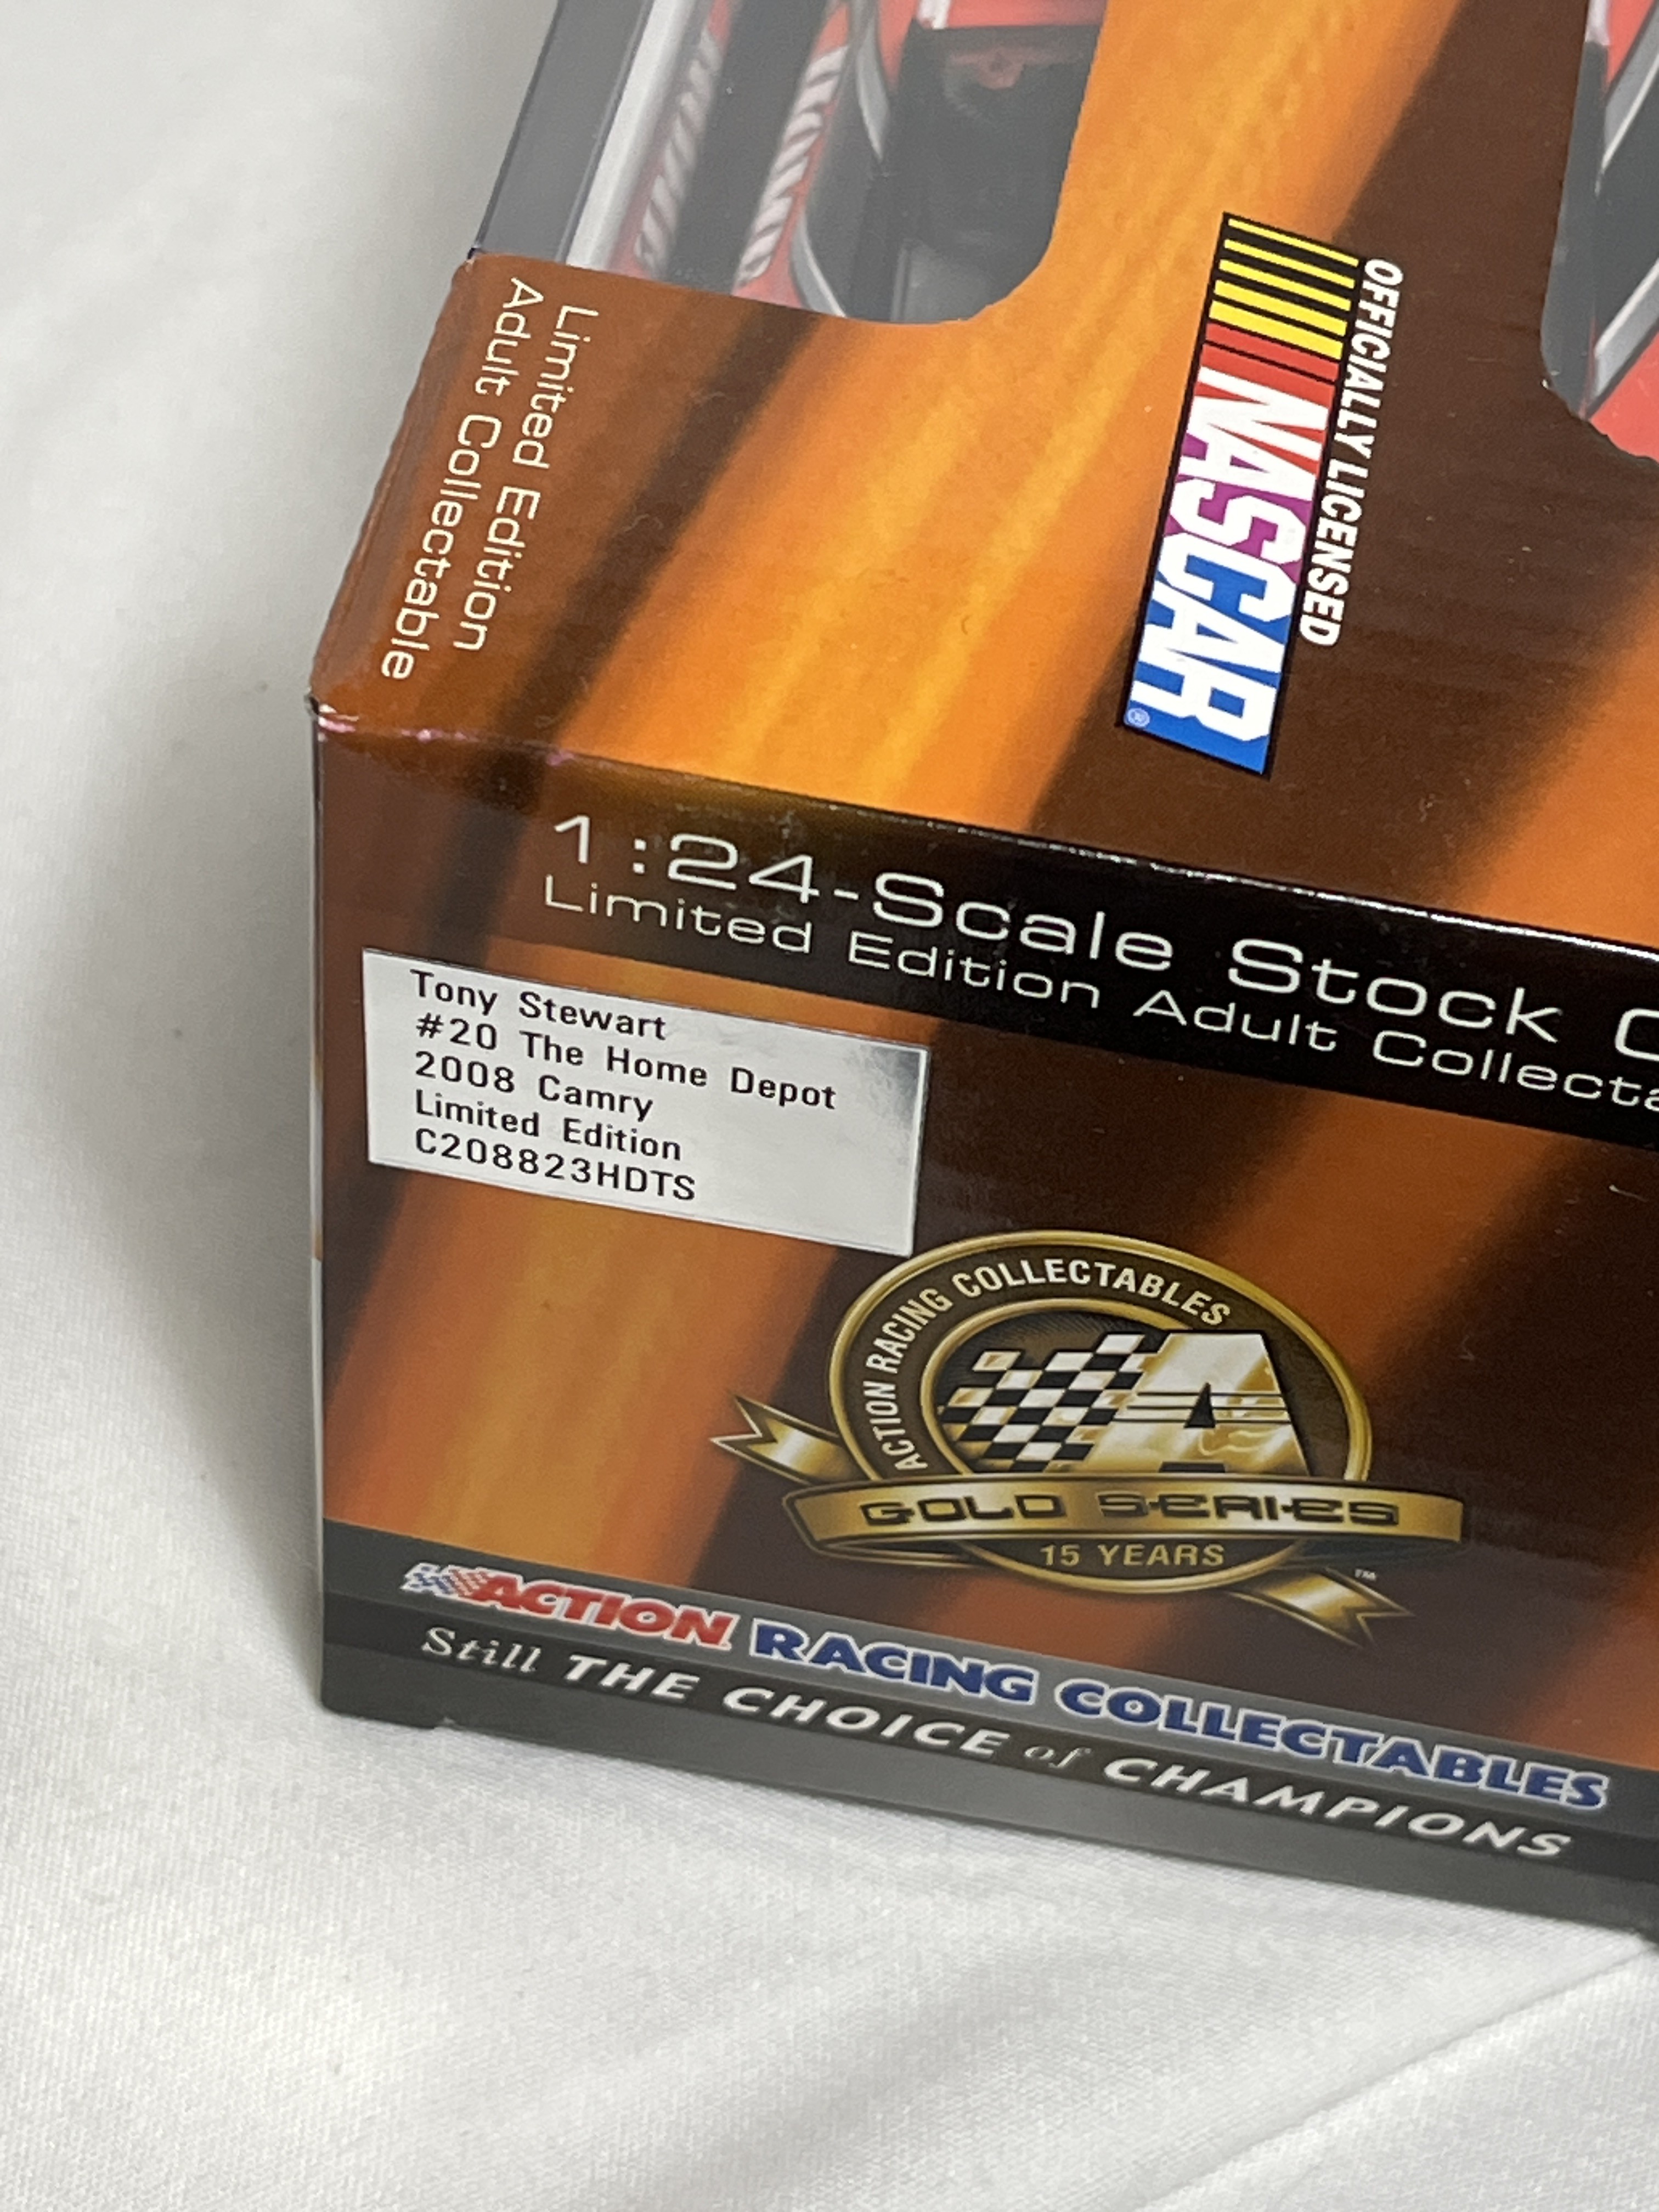 OFFICIALLY LICENSED
NASCAR
Limited Edition
Adult Collectable
1:24-Scale Stock
Limited Edition Adult
Tony Stewart
#20 The Home Depot
2008 Camry
Limited Edition
C208823HDTS
ACTION RACING COLLECTABLES
A
GOLD SERIES
15 YEARS
™
ACTION RACING COLLECTABLES
Still THE CHOICE of CHAMPIONS